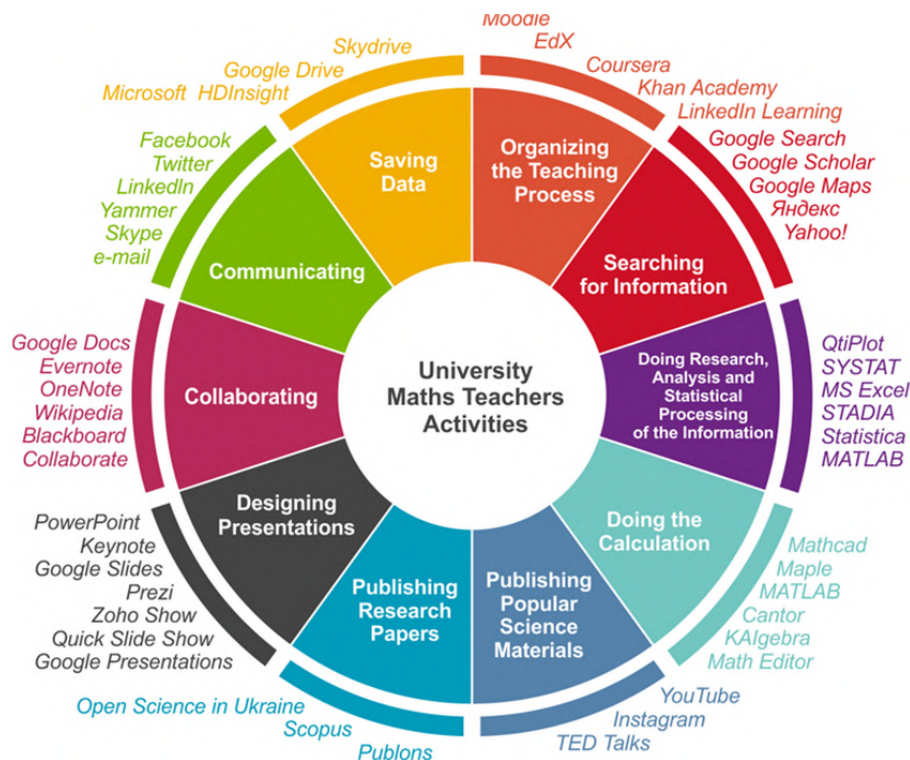 Moodle
EdX
Coursera
Khan Academy
LinkedIn Learning
Organizing
the Teaching
Process
Google Search
Google Scholar
Google Maps
Яндекс
Yahoo!
Searching
for Information
QtiPlot
SYSTAT
MS Excel
STADIA
Statistica
MATLAB
Doing Research,
Analysis and
Statistical
Processing
of the Information
Mathcad
Maple
MATLAB
Cantor
KAlgebra
Math Editor
Doing the
Calculation
YouTube
Instagram
TED Talks
Publishing
Popular
Science
Materials
Open Science in Ukraine
Scopus
Publons
Publishing
Research
Papers
PowerPoint
Keynote
Google Slides
Prezi
Zoho Show
Quick Slide Show
Google Presentations
Designing
Presentations
Google Docs
Evernote
OneNote
Wikipedia
Blackboard
Collaborate
Collaborating
Facebook
Twitter
LinkedIn
Yammer
Skype
e-mail
Communicating
Skydrive
Google Drive
Microsoft HDInsight
Saving
Data
University
Maths Teachers
Activities